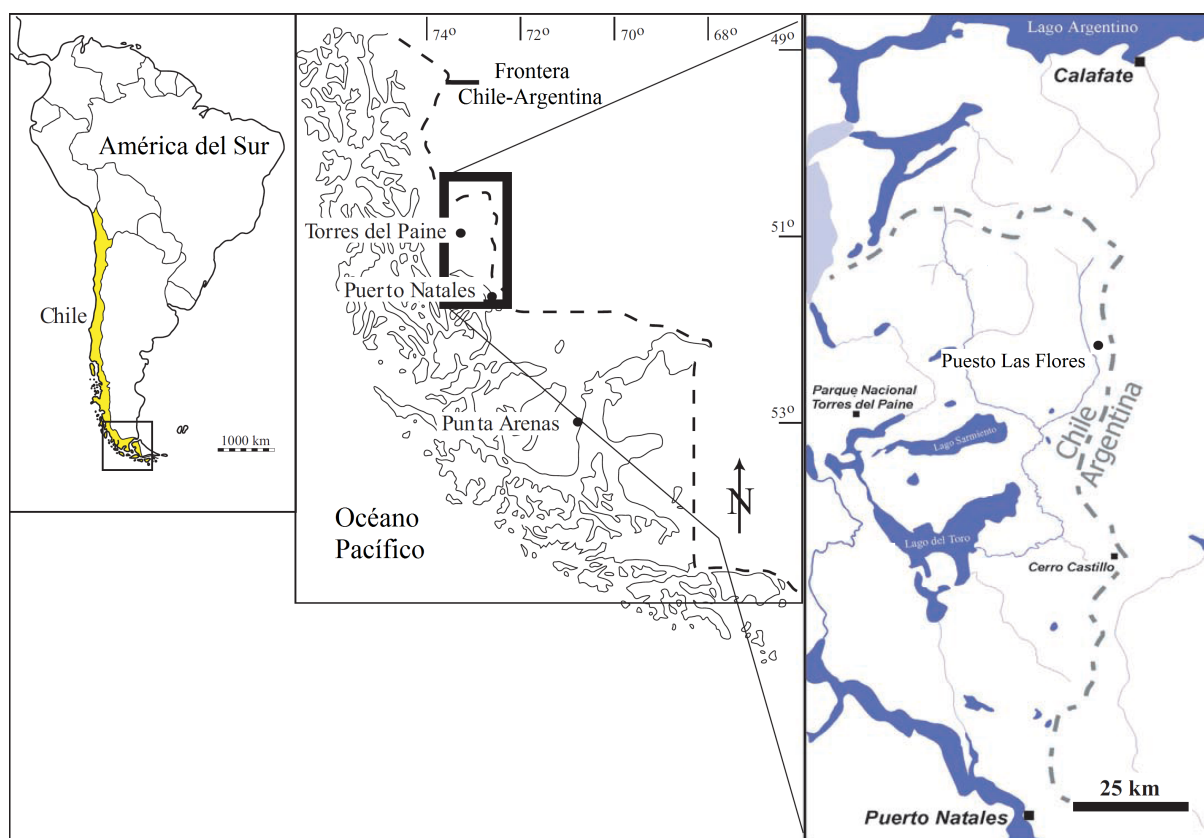 América del Sur
Chile
1000 km
74º
72º
70º
68º
49º
Frontera
Chile-Argentina
51º
Torres del Paine
Puerto Natales
53º
Punta Arenas
N
Océano
Pacífico
Lago Argentino
Calafate
Puesto Las Flores
Parque Nacional
Torres del Paine
Chile
Argentina
Lago Sarmiento
Lago del Toro
Cerro Castillo
25 km
Puerto Natales